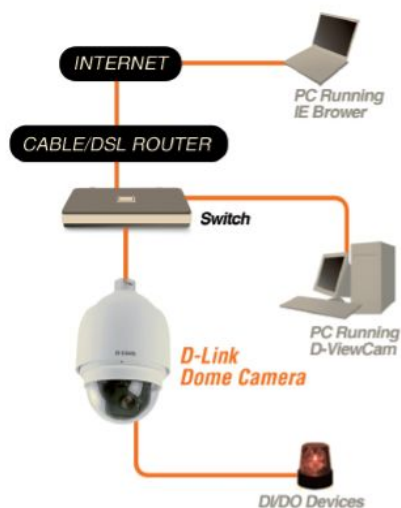 INTERNET
PC Running
IE Brower
CABLE/DSL ROUTER
Switch
PC Running
D-ViewCam
D-Link
D-Link
Dome Camera
DI/DO Devices